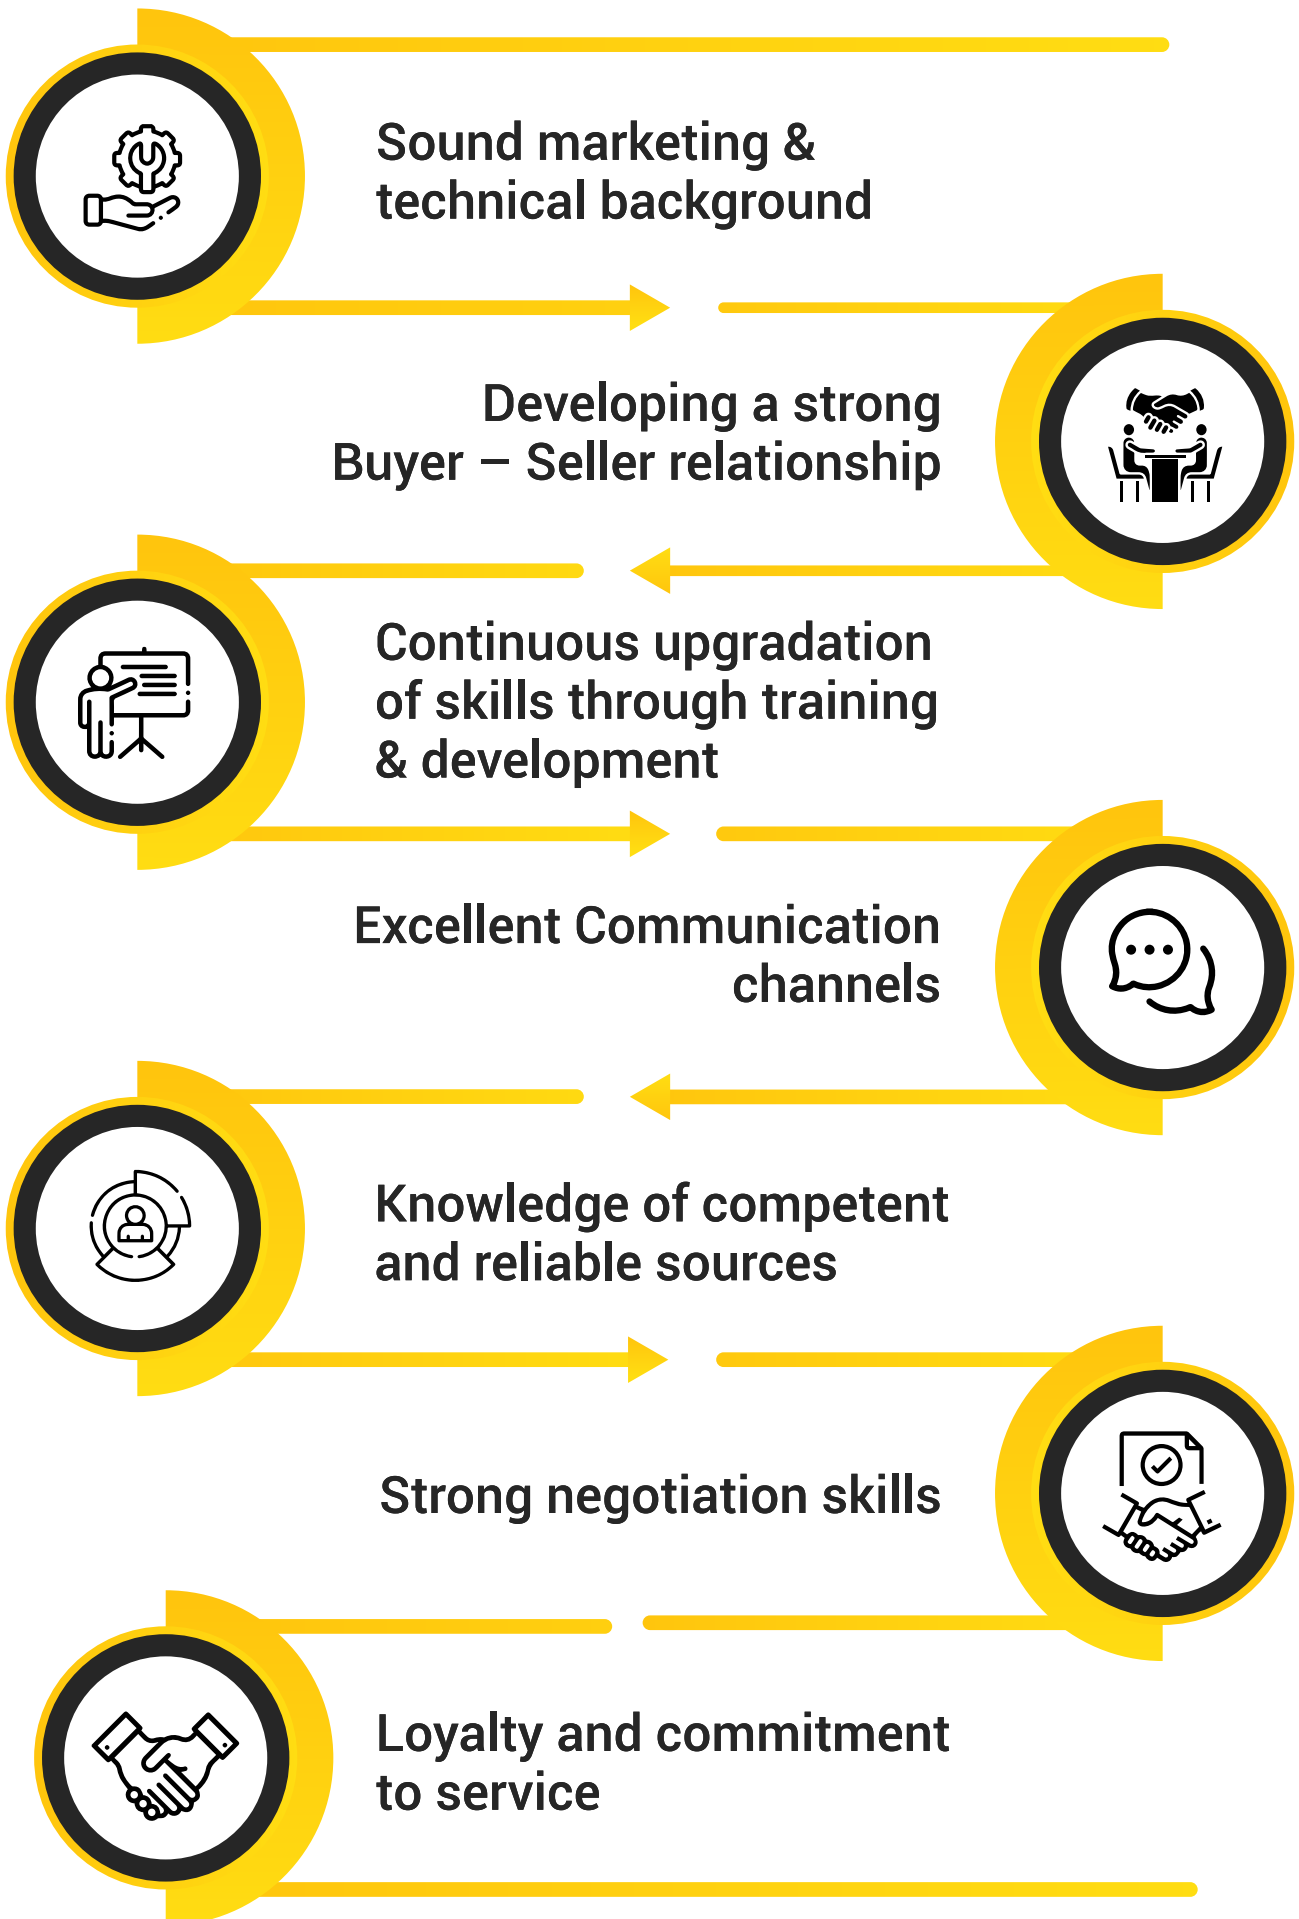 Sound marketing &
technical background
Developing a strong
Buyer – Seller relationship
Continuous upgradation
of skills through training
& development
Excellent Communication
channels
Knowledge of competent
and reliable sources
Strong negotiation skills
Loyalty and commitment
to service